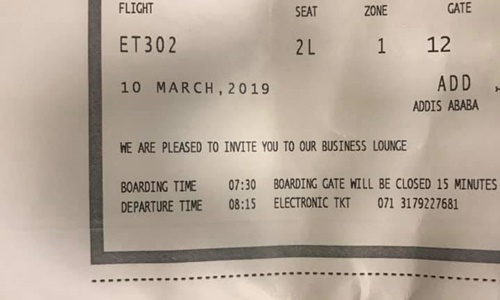 FLIGHT SEAT ZONE GATE
ET302 2L 1 12
10 MARCH,2019 ADD
ADDIS ABABA
WE ARE PLEASED TO INVITE YOU TO OUR BUSINESS LOUNGE
BOARDING TIME 07:30 BOARDING GATE WILL BE CLOSED 15 MINUTES
DEPARTURE TIME 08:15 ELECTRONIC TKT 071 3179227681